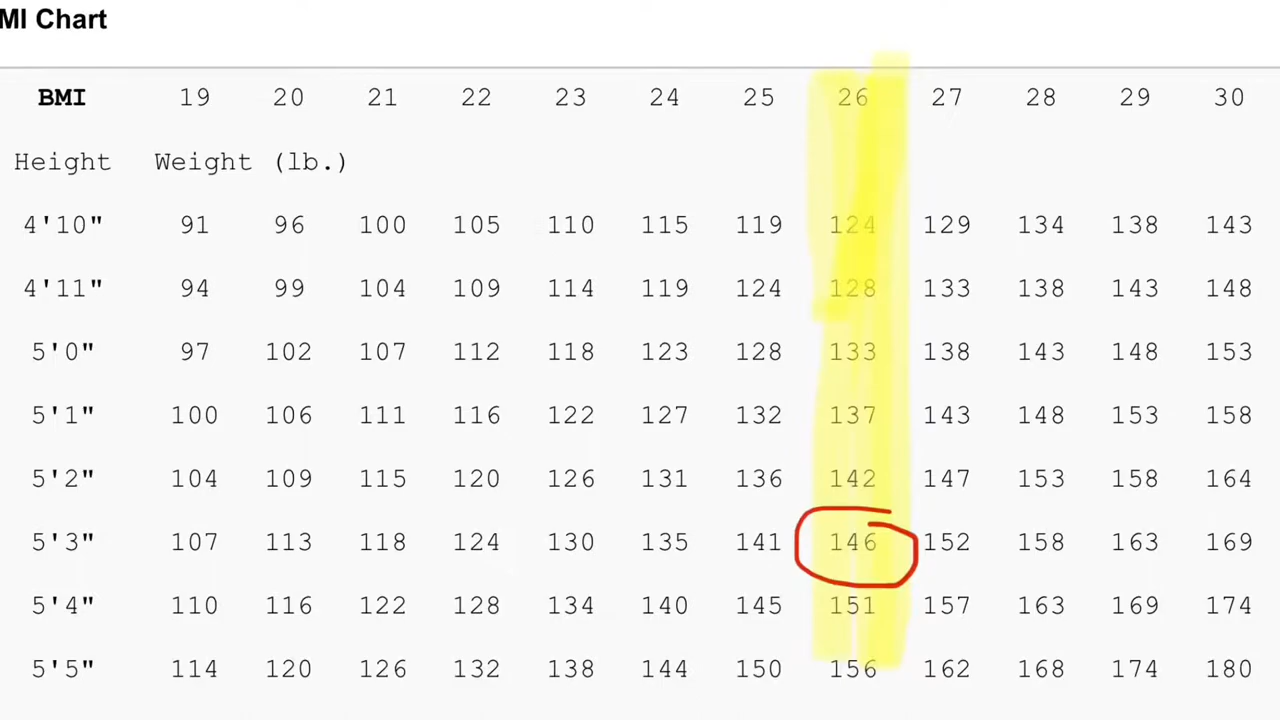 MI Chart
BMI 19 20 21 22 23 24 25 26 27 28 29 30
Height Weight (lb.)
4'10" 91 96 100 105 110 115 119 124 129 134 138 143
4'11" 94 99 104 109 114 119 124 128 133 138 143 148
5'0" 97 102 107 112 118 123 128 133 138 143 148 153
5'1" 100 106 111 116 122 127 132 137 143 148 153 158
5'2" 104 109 115 120 126 131 136 142 147 153 158 164
5'3" 107 113 118 124 130 135 141 146 152 158 163 169
5'4" 110 116 122 128 134 140 145 151 157 163 169 174
5'5" 114 120 126 132 138 144 150 156 162 168 174 180